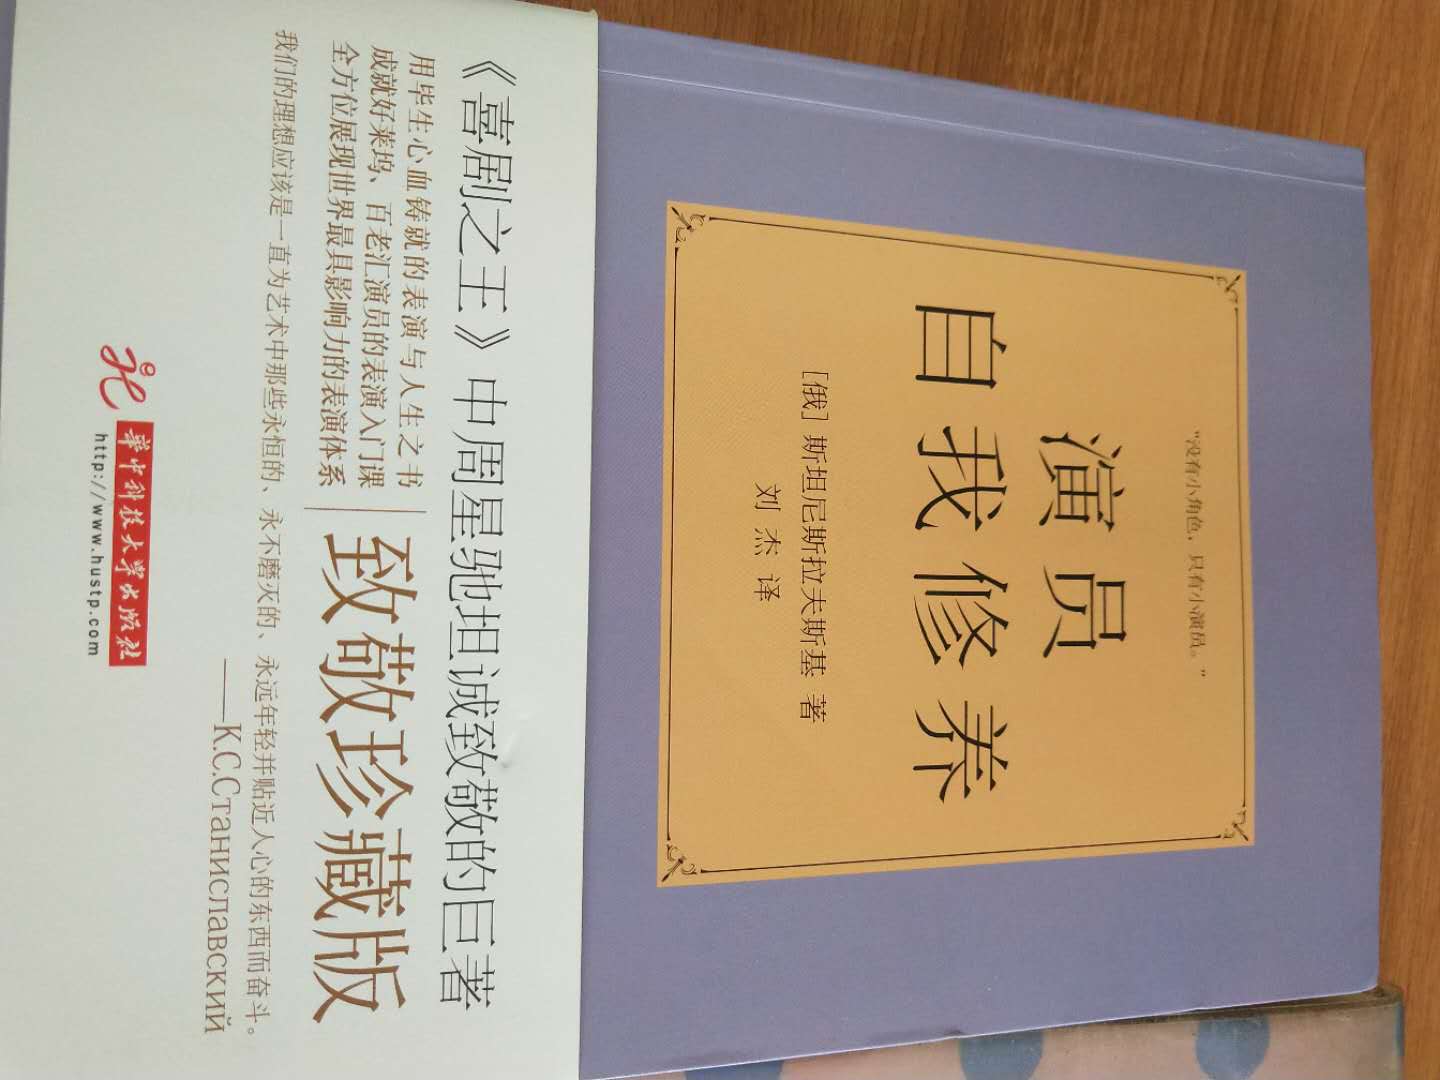 “没有小角色，只有小演员。”
演员
自我修养
[俄] 斯坦尼斯拉夫斯基 著
刘杰 译
《喜剧之王》中周星驰坦诚致敬的巨著
用毕生心血铸就的表演与人生之书
成就好莱坞、百老汇演员的表演入门课
全方位展现世界最具影响力的表演体系
致敬珍藏版
我们的理想应该是一直为艺术中那些永恒的、永不磨灭的、永远年轻并贴近人心的东西而奋斗。
——К.С.Станиславский
华中科技大学出版社
http://www.hustp.com